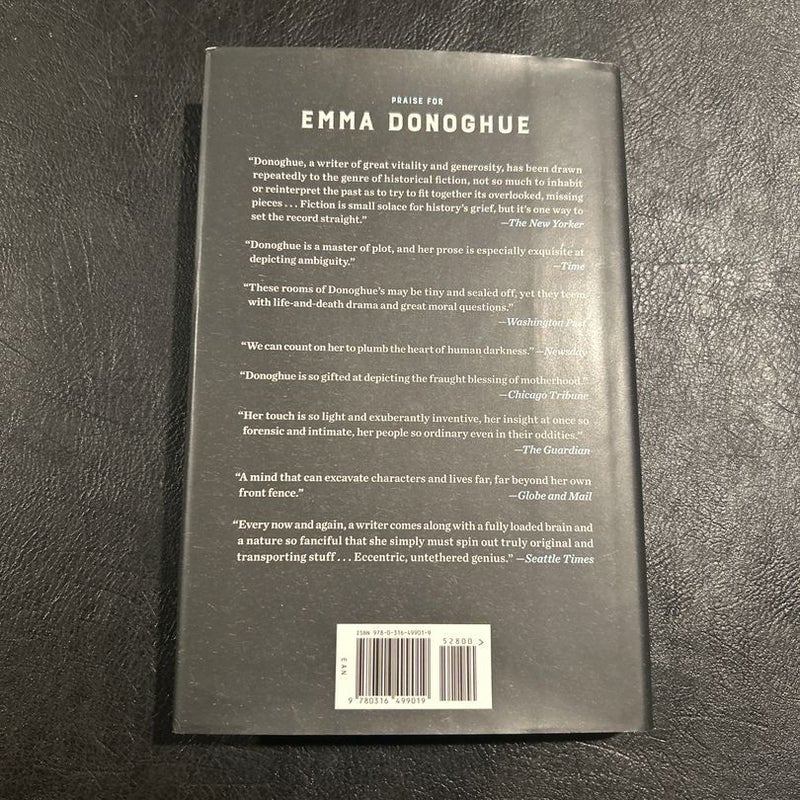 PRAISE FOR
EMMA DONOGHUE
“Donoghue, a writer of great vitality and generosity, has been drawn
repeatedly to the genre of historical fiction, not so much to inhabit
or reinterpret the past as to try to fit together its overlooked, missing
pieces . . . Fiction is small solace for history’s grief, but it’s one way to
set the record straight.” —The New Yorker
“Donoghue is a master of plot, and her prose is especially exquisite at
depicting ambiguity.” —Time
“These rooms of Donoghue’s may be tiny and sealed off, yet they teem
with life-and-death drama and great moral questions.”
—Washington Post
“We can count on her to plumb the heart of human darkness.” —Newsday
“Donoghue is so gifted at depicting the fraught blessing of motherhood.”
—Chicago Tribune
“Her touch is so light and exuberantly inventive, her insight at once so
forensic and intimate, her people so ordinary even in their oddities.”
—The Guardian
“A mind that can excavate characters and lives far, far beyond her own
front fence.” —Globe and Mail
“Every now and again, a writer comes along with a fully loaded brain and
a nature so fanciful that she simply must spin out truly original and
transporting stuff . . . Eccentric, untethered genius.” —Seattle Times
ISBN 978-0-316-49901-9
52800 >
EAN
9 780316 499019